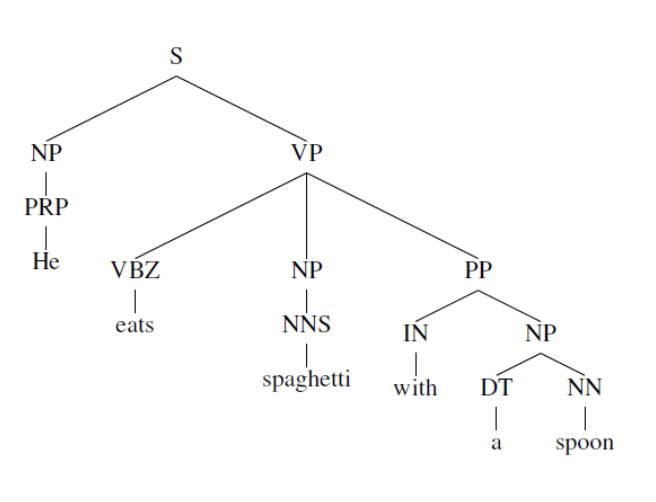 S
NP VP
PRP
He VBZ NP PP
eats NNS IN NP
spaghetti with DT NN
a spoon